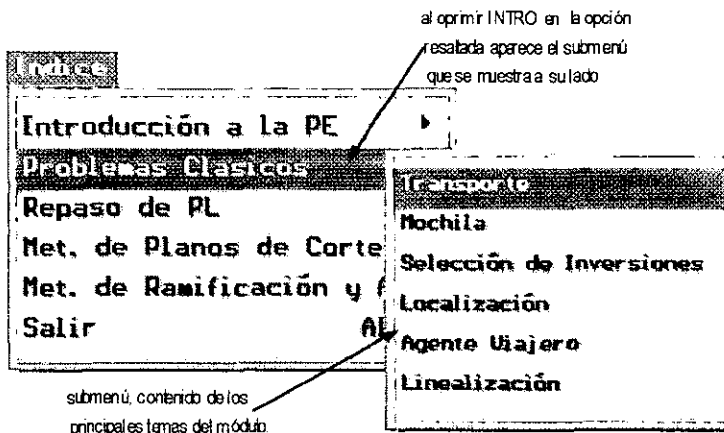 al oprimir INTRO en la opción
resaltada aparece el submenú
que se muestra a su lado
Indice
Introducción a la PE
Problemas Clasicos
Repaso de PL
Met. de Planos de Corte
Met. de Ramificación y
Salir
Transporte
Mochila
Selección de Inversiones
Localización
Agente Viajero
Linealización
submenú, contenido de los
principales temas del módulo.